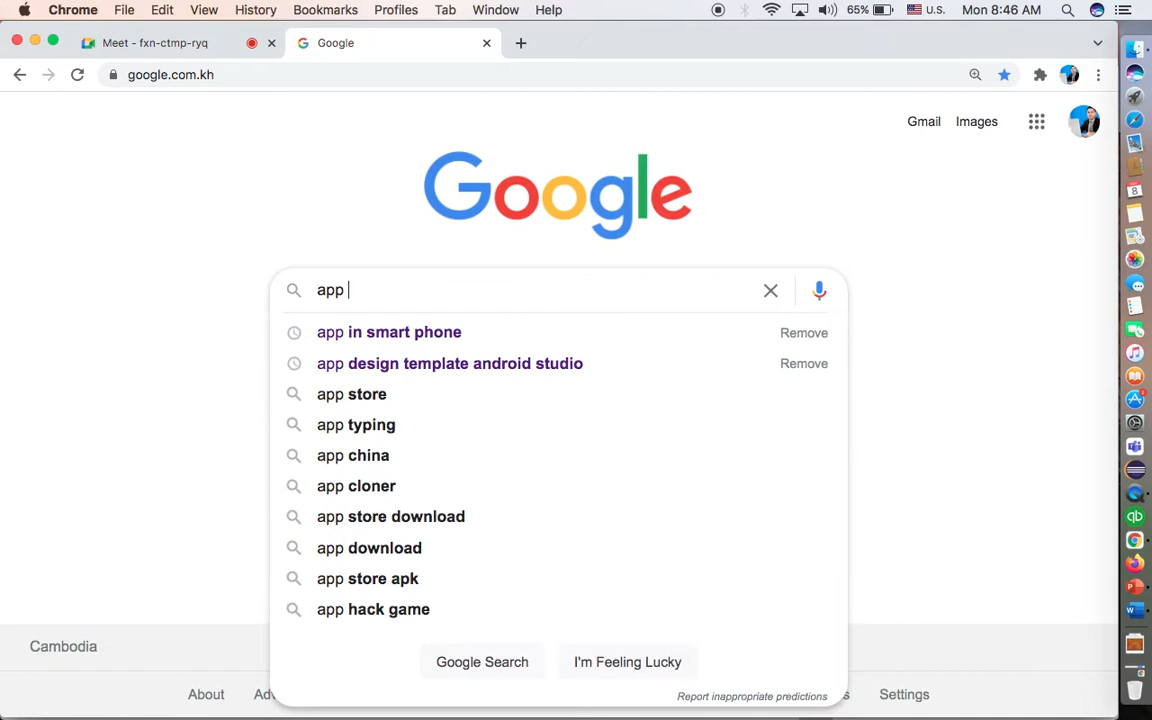 Chrome File Edit View History Bookmarks Profiles Tab Window Help 65% U.S. Mon 8:46 AM
Meet - fxn-ctmp-ryq Google
google.com.kh
Gmail Images
Google
app
app in smart phone Remove
app design template android studio Remove
app store
app typing
app china
app cloner
app store download
app download
app store apk
app hack game
Cambodia
Google Search I'm Feeling Lucky
About Settings
Report inappropriate predictions